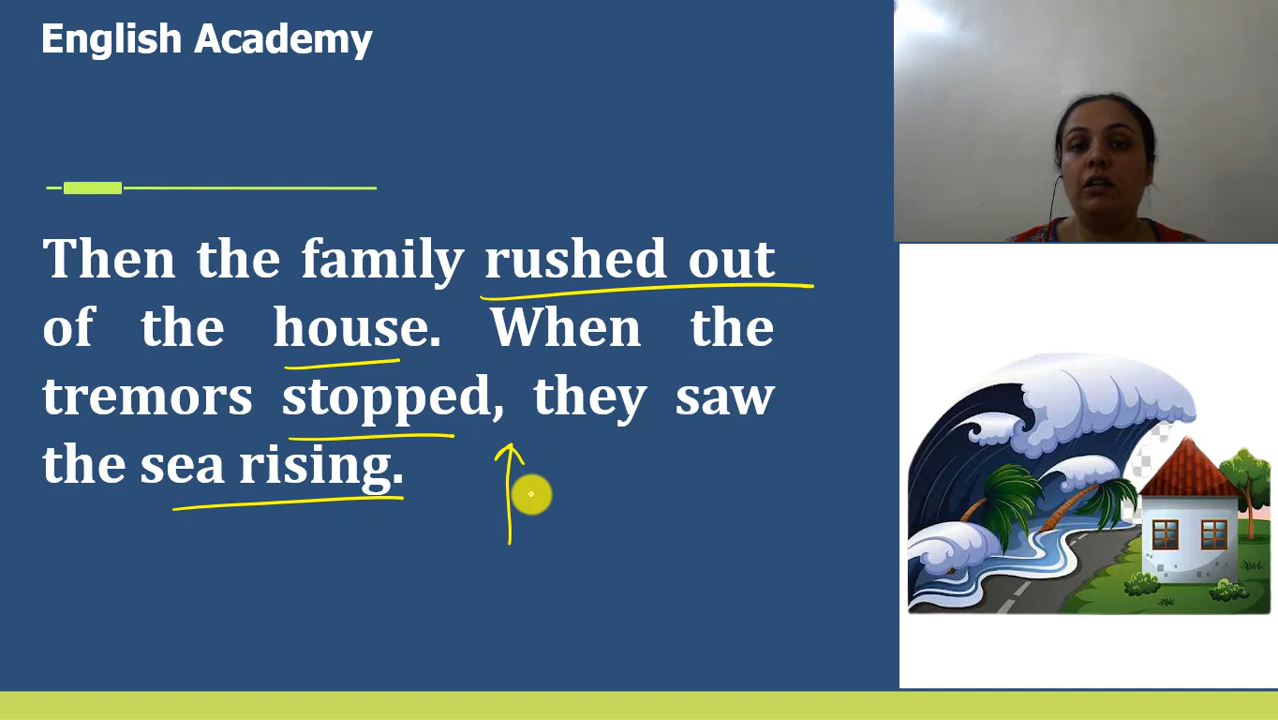 English Academy
Then the family rushed out
of the house. When the
tremors stopped, they saw
the sea rising.